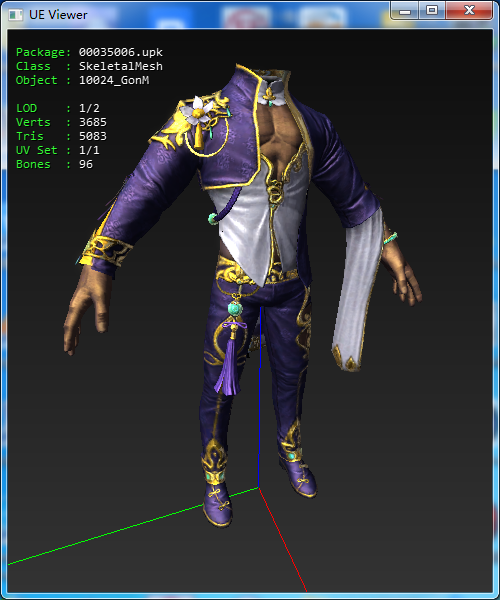 UE Viewer
Package: 00035006.upk
Class : SkeletalMesh
Object : 10024_GonM
LOD : 1/2
Verts : 3685
Tris : 5083
UV Set : 1/1
Bones : 96